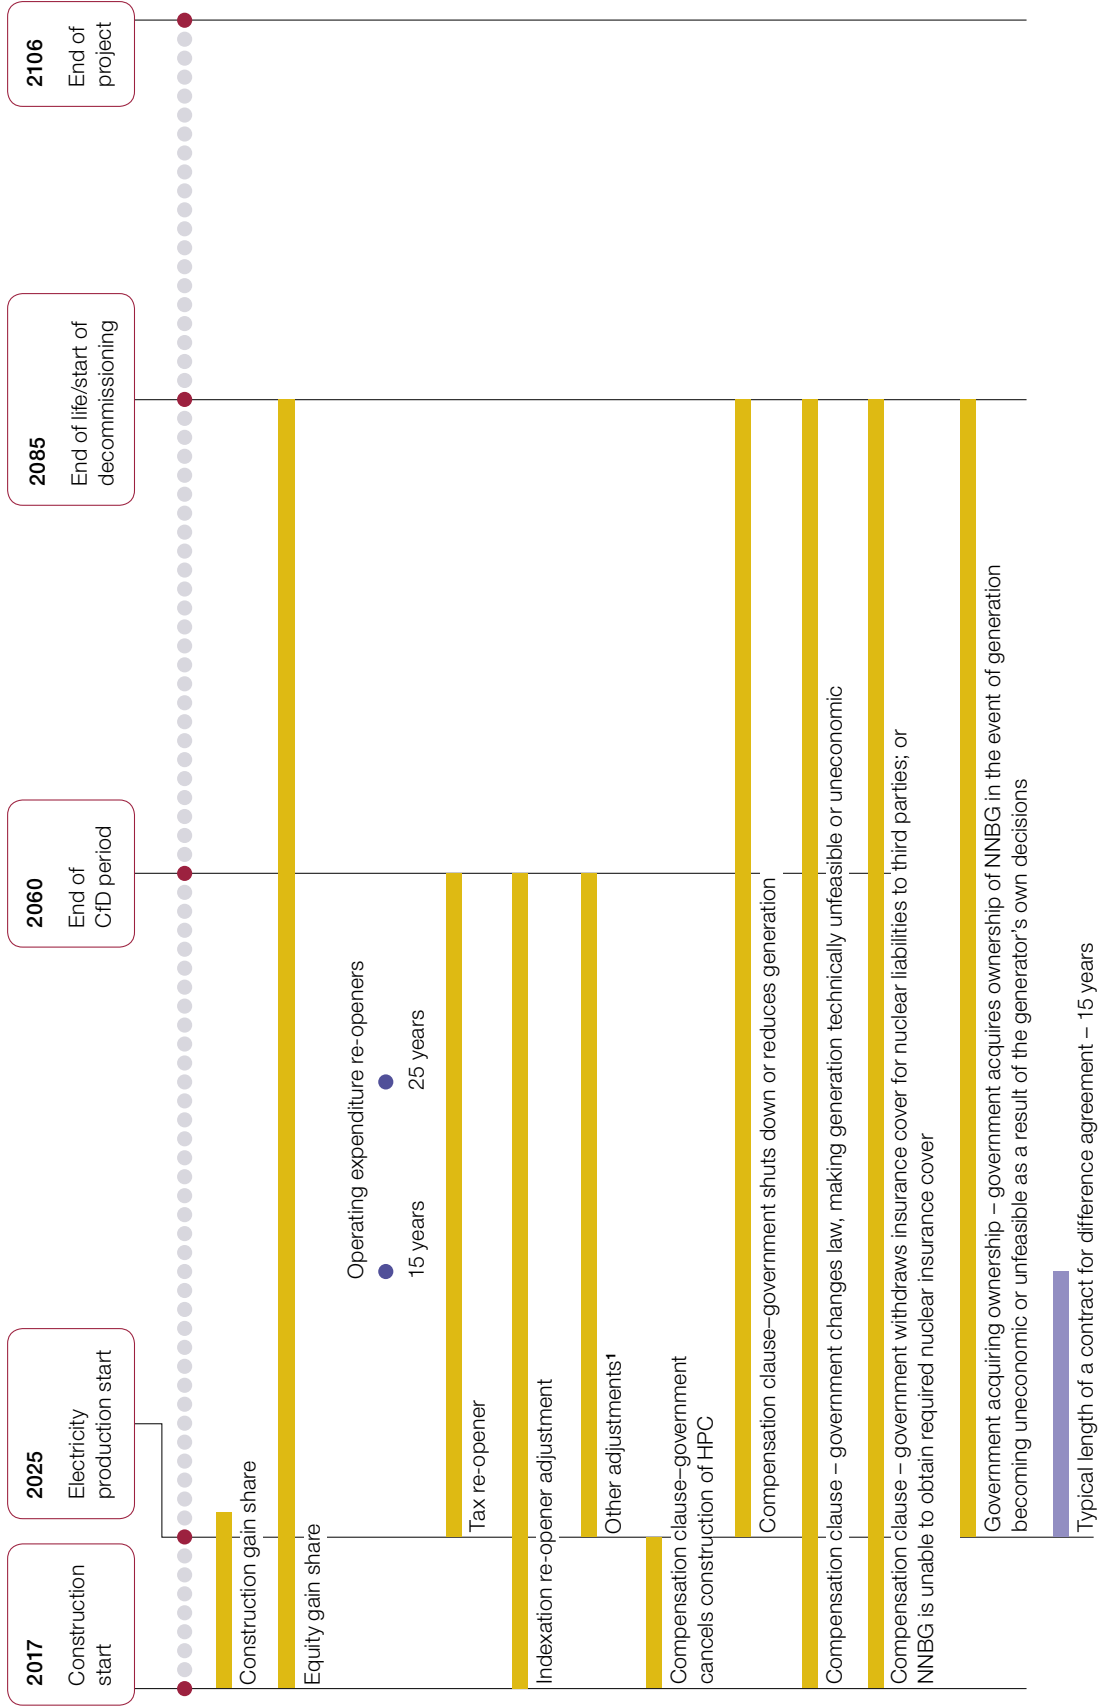 2017
Construction
start
2025
Electricity
production start
2060
End of
CfD period
2085
End of life/start of
decommissioning
2106
End of
project
Construction gain share
Equity gain share
Operating expenditure re-openers
15 years
25 years
Tax re-opener
Indexation re-opener adjustment
Other adjustments¹
Compensation clause–government
cancels construction of HPC
Compensation clause–government shuts down or reduces generation
Compensation clause – government changes law, making generation technically unfeasible or uneconomic
Compensation clause – government withdraws insurance cover for nuclear liabilities to third parties; or
NNBG is unable to obtain required nuclear insurance cover
Government acquiring ownership – government acquires ownership of NNBG in the event of generation
becoming uneconomic or unfeasible as a result of the generator’s own decisions
Typical length of a contract for difference agreement – 15 years